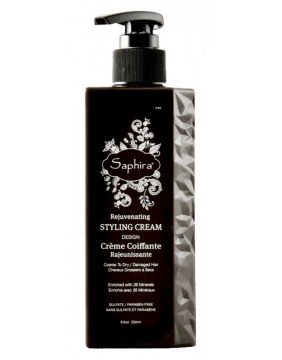 Saphira®
Rejuvenating
STYLING CREAM
DESIGN
Crème Coiffante
Rajeunissante
Coarse To Dry / Damaged Hair
Cheveux Grossiers à Secs
Enriched with 26 Minerals
Enrichie avec 26 Minéraux
SULFATE / PARABEN FREE
SANS SULFATE ET PARABÈNE
250ml